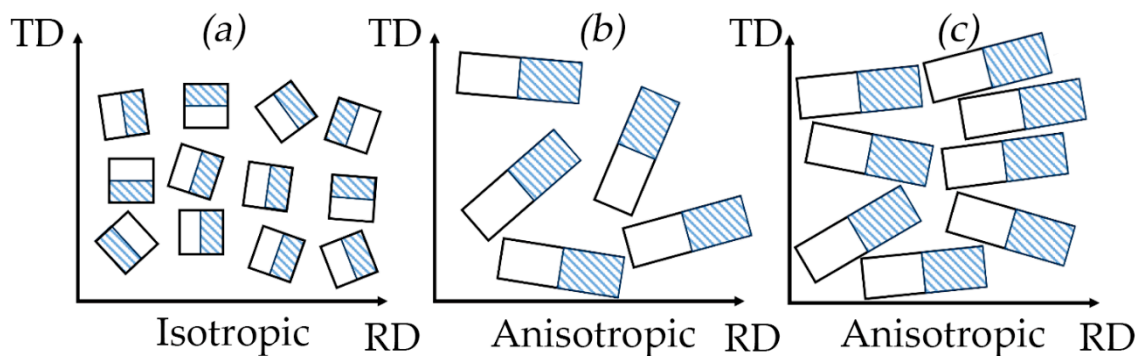 TD (a) TD (b) TD (c)
Isotropic RD Anisotropic RD Anisotropic RD